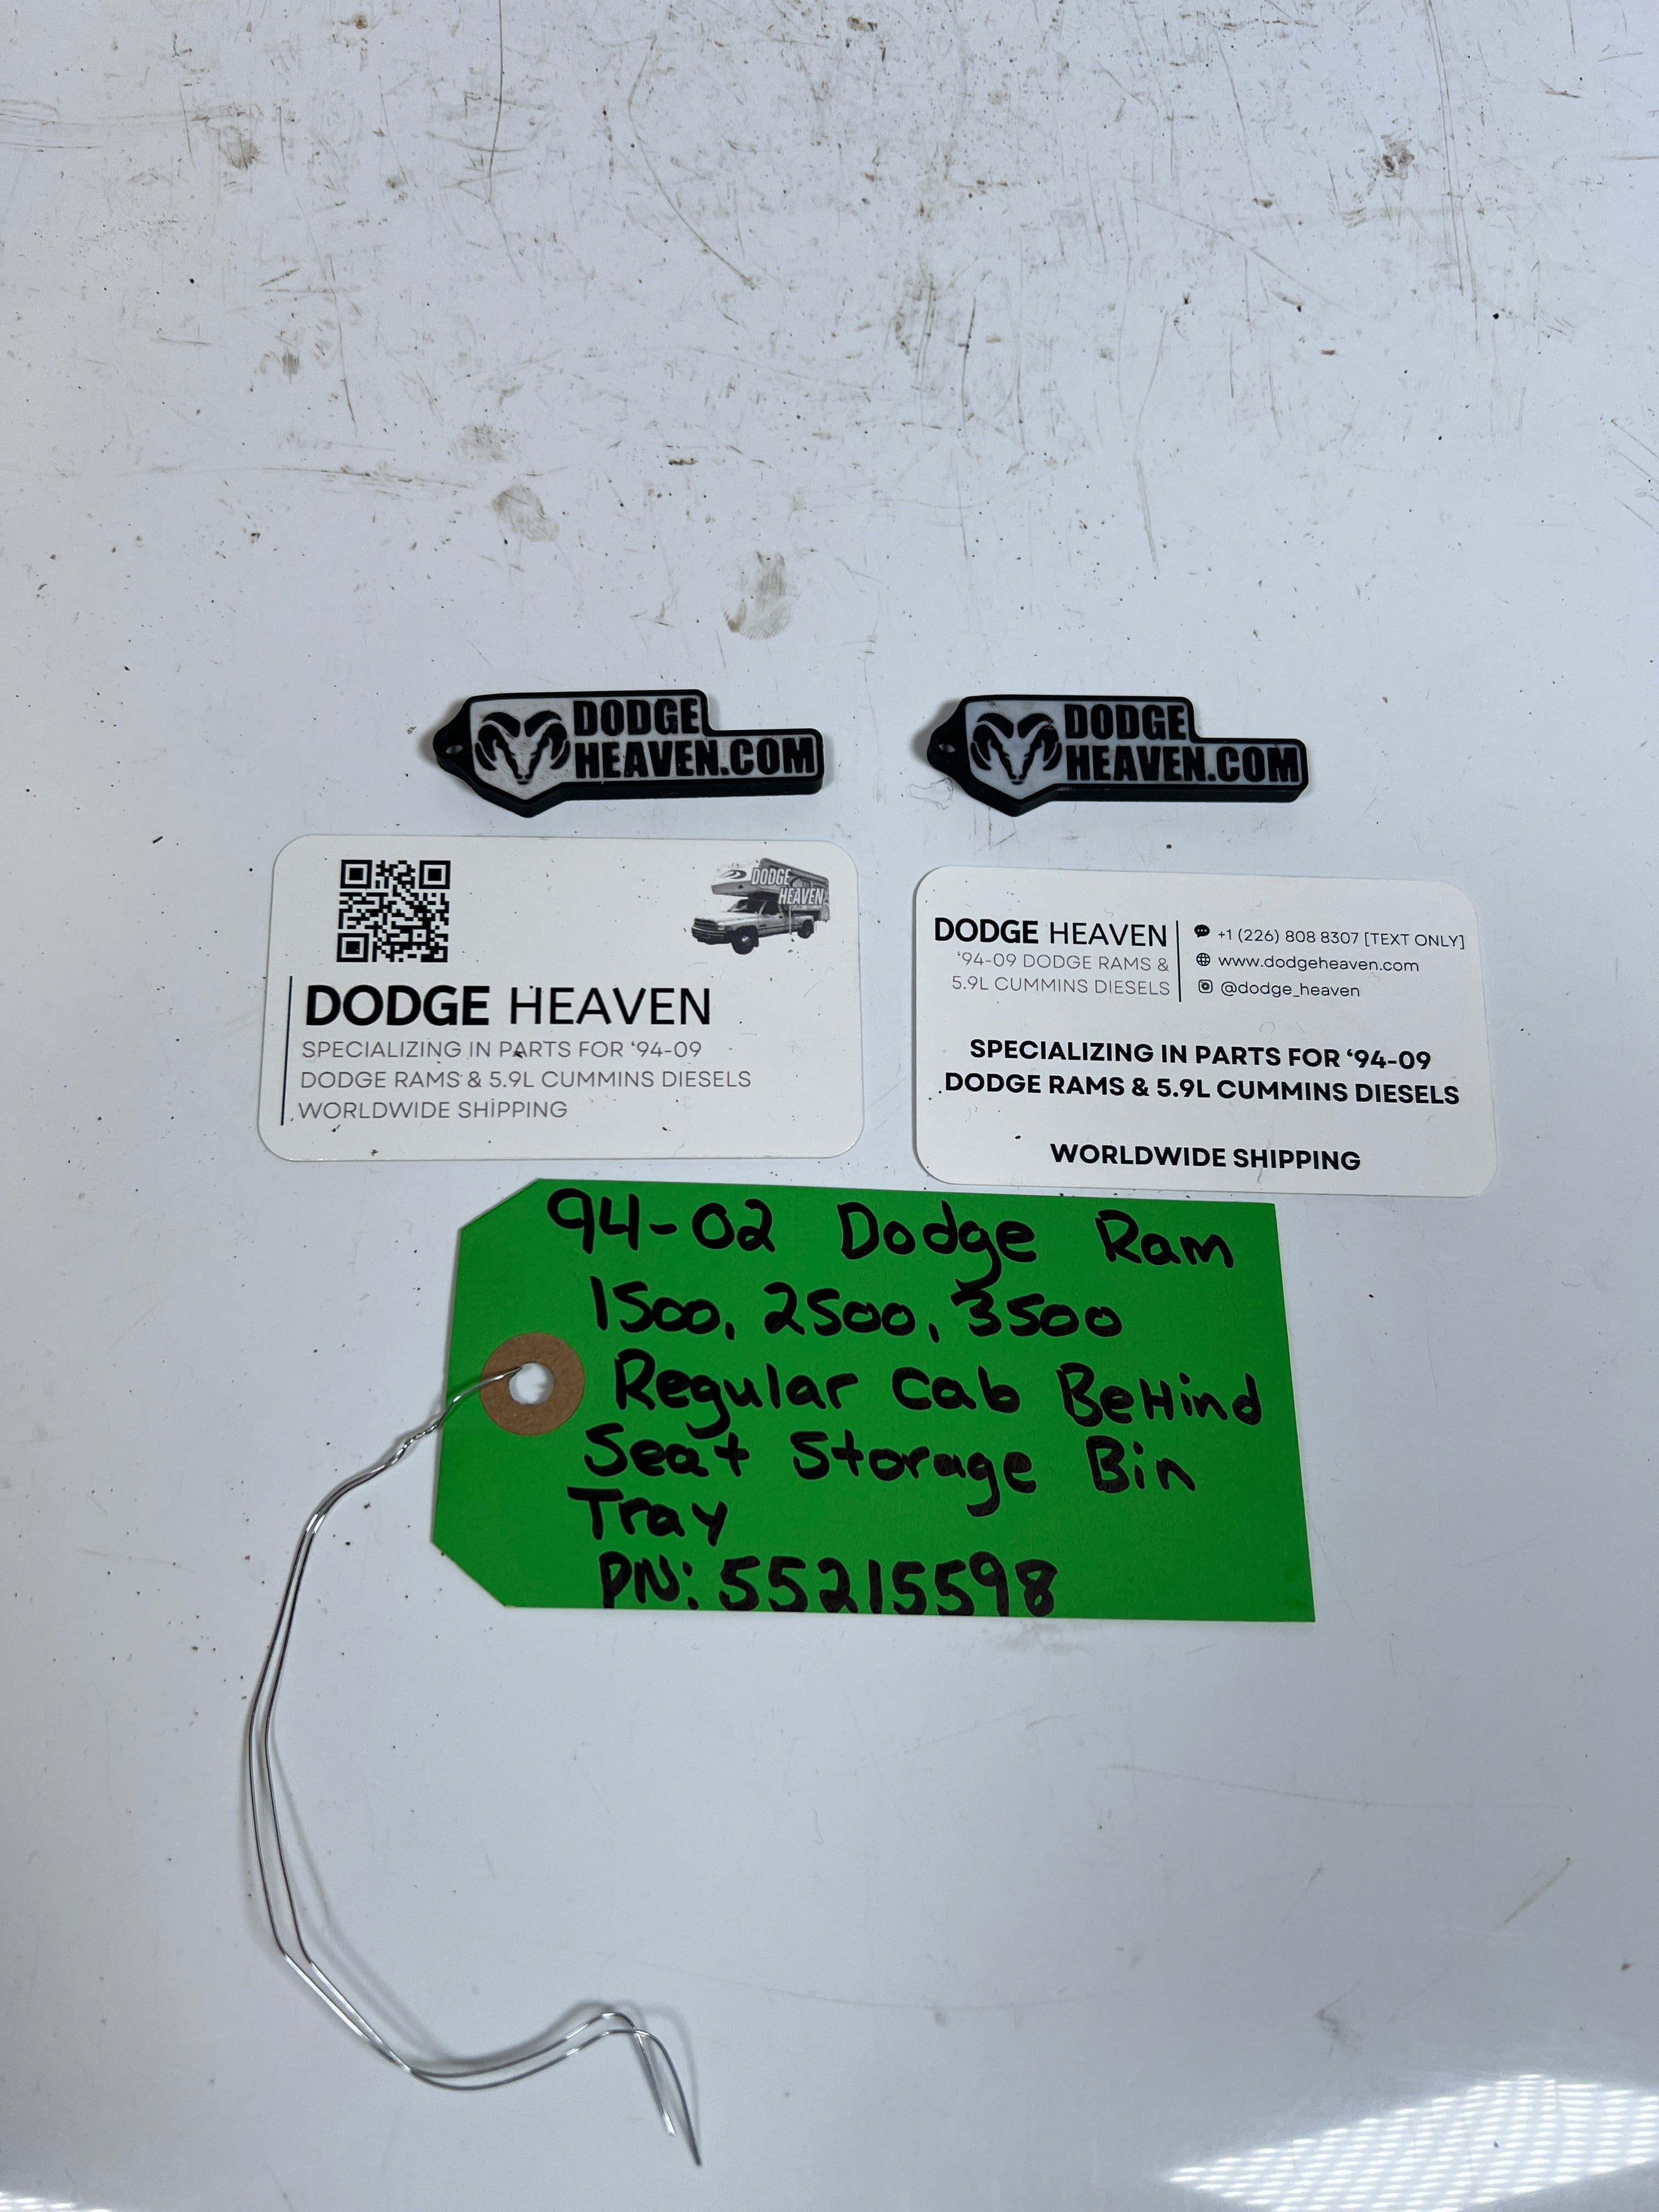 DODGE
HEAVEN.COM
DODGE
HEAVEN.COM
DODGE
HEAVEN
DODGE HEAVEN
SPECIALIZING IN PARTS FOR ‘94-09
DODGE RAMS & 5.9L CUMMINS DIESELS
WORLDWIDE SHIPPING
DODGE HEAVEN
‘94-09 DODGE RAMS &
5.9L CUMMINS DIESELS
+1 (226) 808 8307 [TEXT ONLY]
www.dodgeheaven.com
@dodge_heaven
SPECIALIZING IN PARTS FOR ‘94-09
DODGE RAMS & 5.9L CUMMINS DIESELS
WORLDWIDE SHIPPING
94-02 Dodge Ram
1500, 2500, 3500
Regular Cab BeHind
Seat Storage Bin
Tray
PN: 55215598